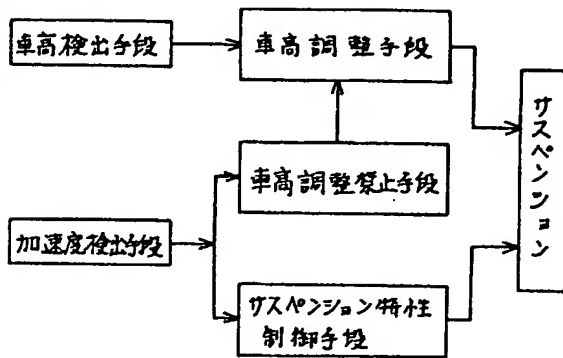 車高検出手段
車高調整手段
車高調整禁止手段
加速度検出手段
サスペンション特性
制御手段
サスペンション